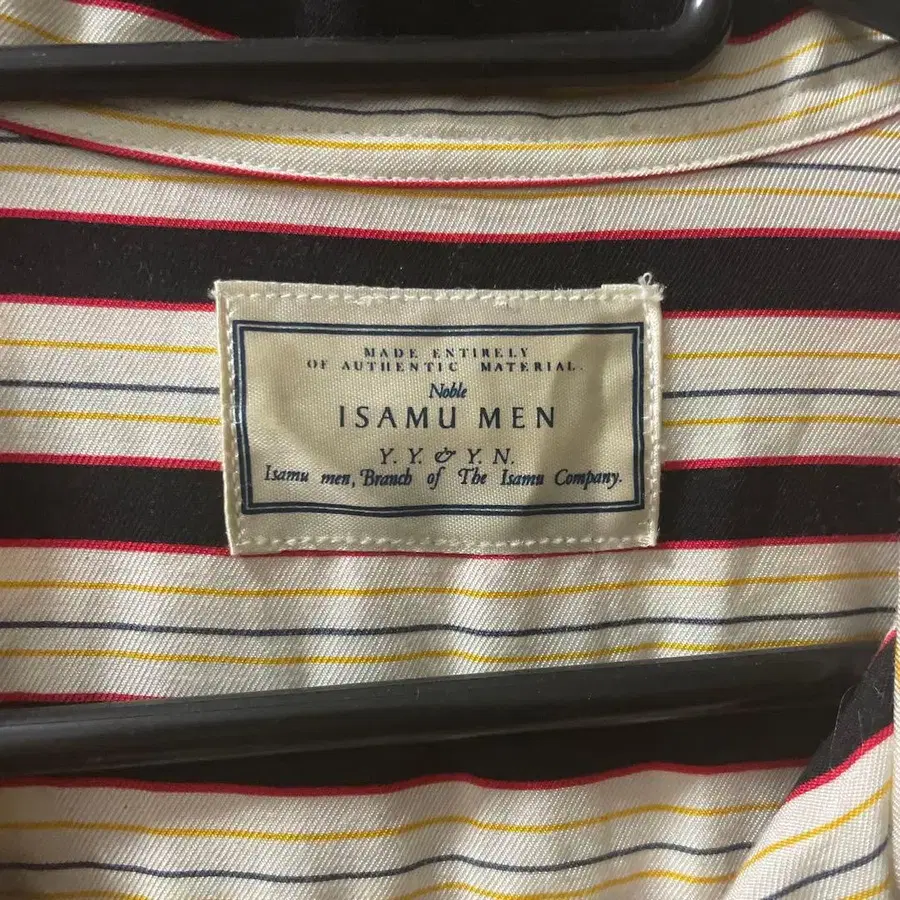 MADE ENTIRELY
OF AUTHENTIC MATERIAL.
Noble
ISAMU MEN
Y. Y. & Y. N.
Isamu men, Branch of The Isamu Company.